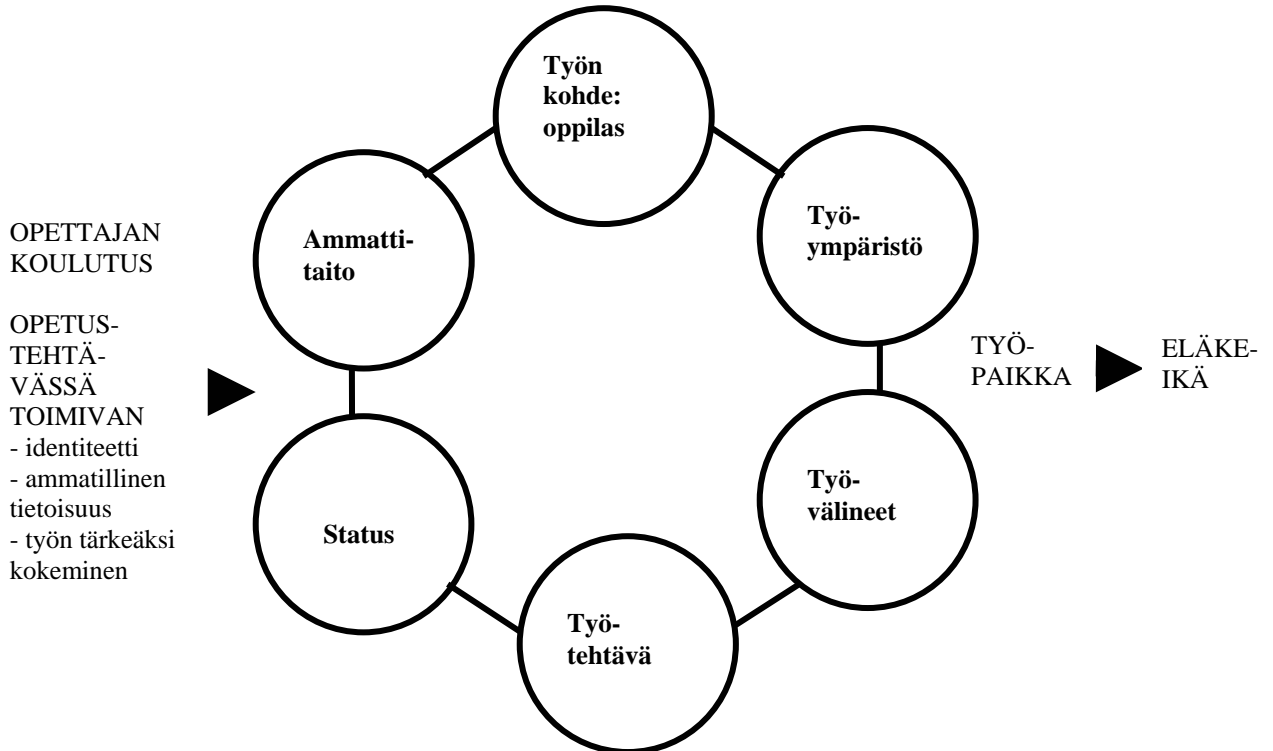 Työn
kohde:
oppilas
Työ-
ympäristö
Ammatti-
taito
OPETTAJAN
KOULUTUS
OPETUS-
TEHTÄ-
VÄSSÄ
TOIMIVAN
- identiteetti
- ammatillinen
tietoisuus
- työn tärkeäksi
kokeminen
TYÖ-
PAIKKA
ELÄKE-
IKÄ
Työ-
välineet
Status
Työ-
tehtävä